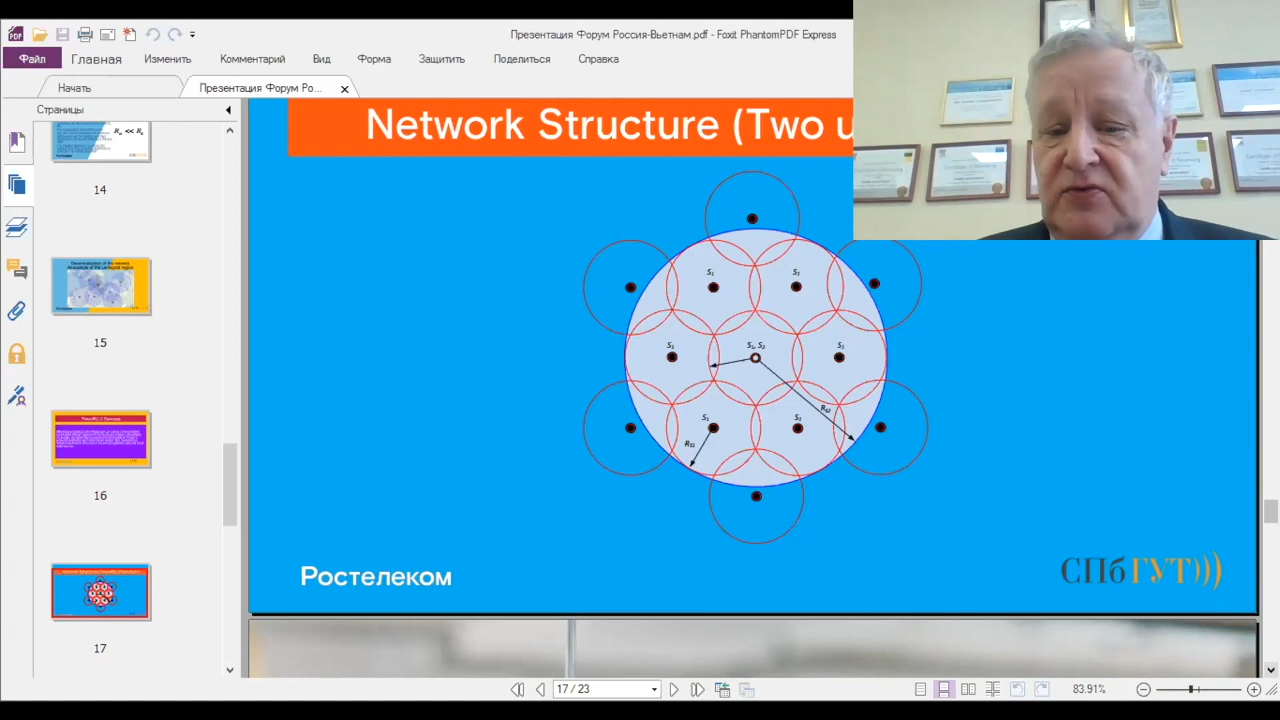 Презентация Форум Россия-Вьетнам.pdf - Foxit PhantomPDF Express
Файл Главная Изменить Комментарий Вид Форма Защитить Поделиться Справка
Начать
Презентация Форум Ро...
Страницы
14
15
16
17
Network Structure (Two u
S1
S1
S1
S1, S2
S1
S1
S1
RS2
RS1
Ростелеком
СПбГУТ)))
17 / 23
83.91%